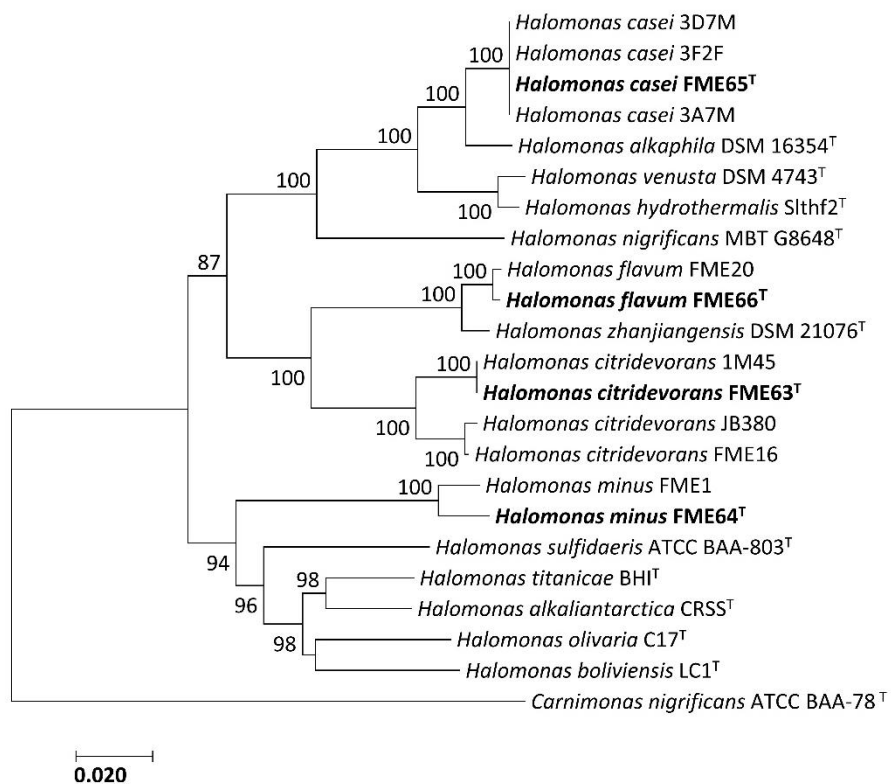 Halomonas casei 3D7M
100
Halomonas casei 3F2F
Halomonas casei FME65ᵀ
100
Halomonas casei 3A7M
100
Halomonas alkaphila DSM 16354ᵀ
Halomonas venusta DSM 4743ᵀ
100
100
Halomonas hydrothermalis Slthf2ᵀ
Halomonas nigrificans MBT G8648ᵀ
87
100
Halomonas flavum FME20
100
Halomonas flavum FME66ᵀ
Halomonas zhanjiangensis DSM 21076ᵀ
100
100
Halomonas citridevorans 1M45
Halomonas citridevorans FME63ᵀ
100
Halomonas citridevorans JB380
100
Halomonas citridevorans FME16
100
Halomonas minus FME1
Halomonas minus FME64ᵀ
94
Halomonas sulfidaeris ATCC BAA-803ᵀ
98
Halomonas titanicae BHIᵀ
96
Halomonas alkaliantarctica CRSSᵀ
98
Halomonas olivaria C17ᵀ
Halomonas boliviensis LC1ᵀ
Carnimonas nigrificans ATCC BAA-78ᵀ
0.020